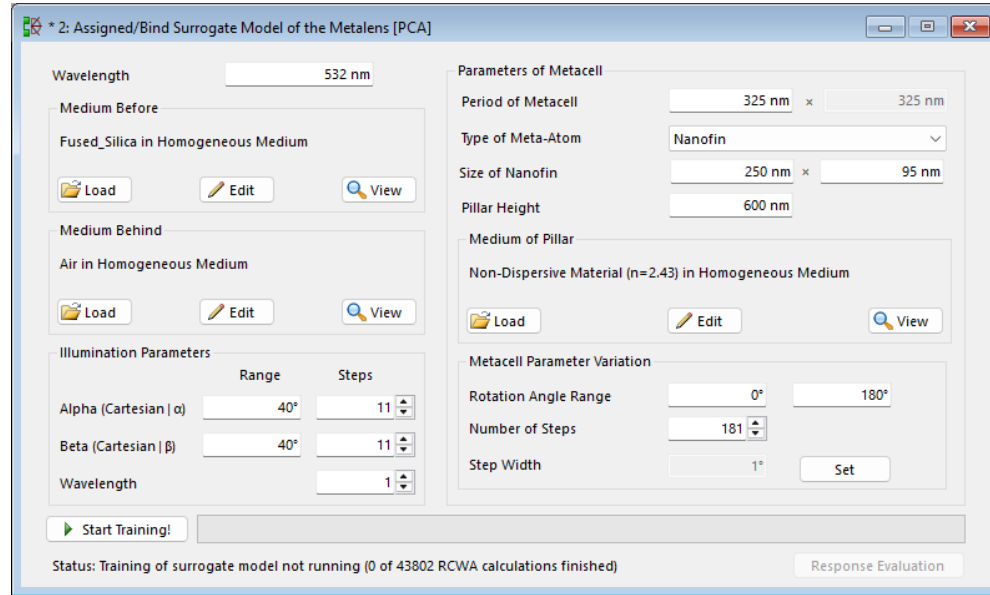 * 2: Assigned/Bind Surrogate Model of the Metalens [PCA]
Wavelength 532 nm
Medium Before
Fused_Silica in Homogeneous Medium
Load Edit View
Medium Behind
Air in Homogeneous Medium
Load Edit View
Illumination Parameters
Range Steps
Alpha (Cartesian | α) 40° 11
Beta (Cartesian | β) 40° 11
Wavelength 1
Parameters of Metacell
Period of Metacell 325 nm × 325 nm
Type of Meta-Atom Nanofin
Size of Nanofin 250 nm × 95 nm
Pillar Height 600 nm
Medium of Pillar
Non-Dispersive Material (n=2.43) in Homogeneous Medium
Load Edit View
Metacell Parameter Variation
Rotation Angle Range 0° 180°
Number of Steps 181
Step Width 1° Set
Start Training!
Status: Training of surrogate model not running (0 of 43802 RCWA calculations finished) Response Evaluation